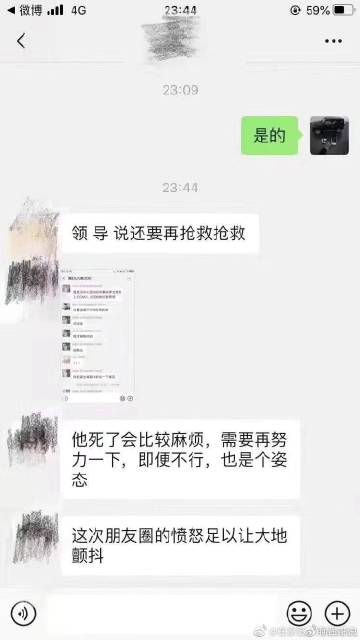 微博 4G 23:44 59%
23:09
是的
23:44
领 导 说还要再抢救抢救
他死了会比较麻烦，需要再努
力一下，即便不行，也是个姿
态
这次朋友圈的愤怒足以让大地
颤抖